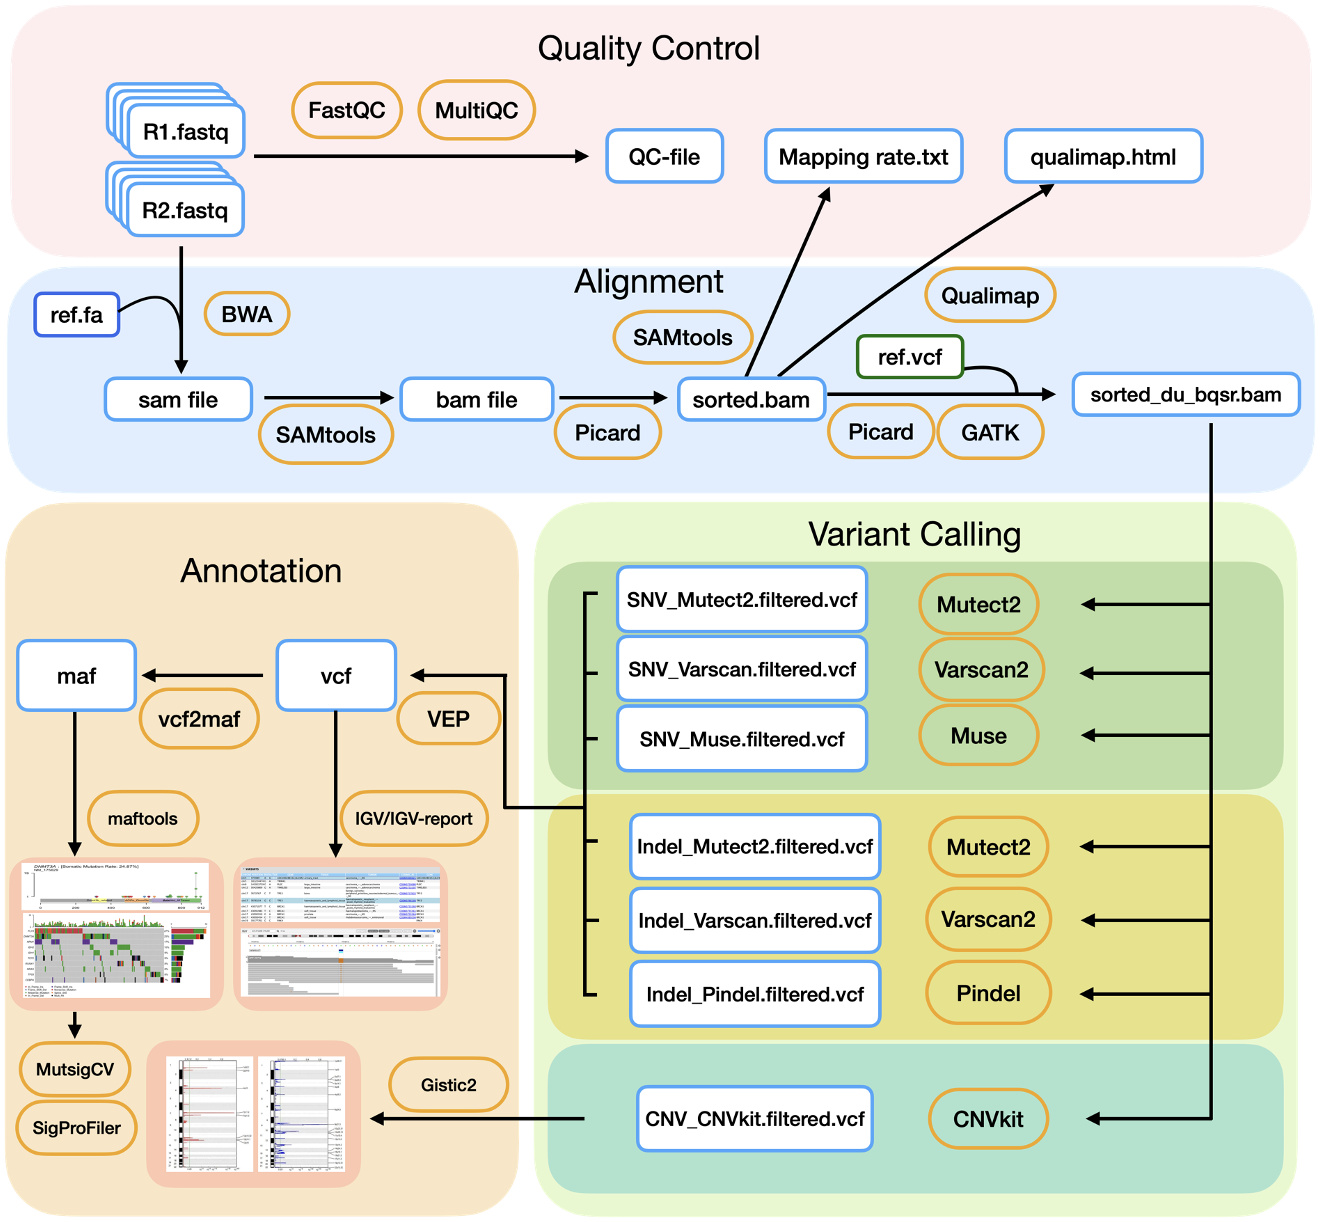 Quality Control
FastQC
MultiQC
R1.fastq
R2.fastq
QC-file
Mapping rate.txt
qualimap.html
Alignment
ref.fa
BWA
SAMtools
Qualimap
ref.vcf
sam file
bam file
sorted.bam
sorted_du_bqsr.bam
SAMtools
Picard
Picard
GATK
Annotation
maf
vcf
vcf2maf
VEP
maftools
IGV/IGV-report
MutsigCV
SigProFiler
Gistic2
Variant Calling
SNV_Mutect2.filtered.vcf
Mutect2
SNV_Varscan.filtered.vcf
Varscan2
SNV_Muse.filtered.vcf
Muse
Indel_Mutect2.filtered.vcf
Mutect2
Indel_Varscan.filtered.vcf
Varscan2
Indel_Pindel.filtered.vcf
Pindel
CNV_CNVkit.filtered.vcf
CNVkit